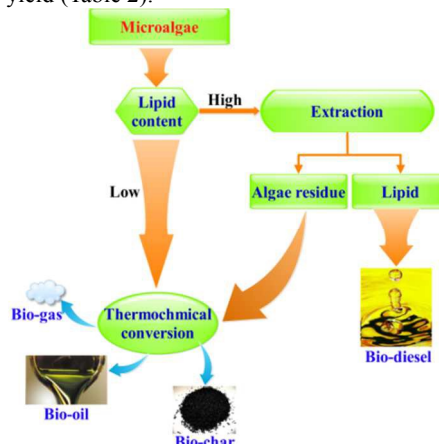 yield (Table 2).
Microalgae
Lipid
content
High
Extraction
Low
Algae residue
Lipid
Bio-gas
Thermochmical
conversion
Bio-diesel
Bio-oil
Bio-char